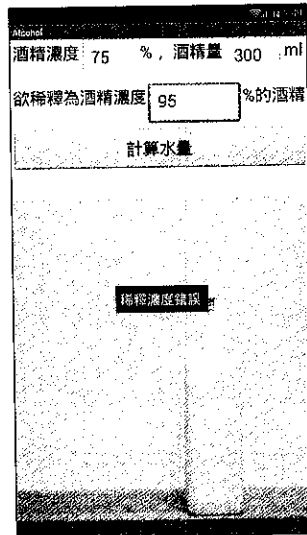 Alcohol
酒精濃度 75 %，酒精量 300 ml
欲稀釋為酒精濃度 95 %的酒精
計算水量
稀釋濃度錯誤